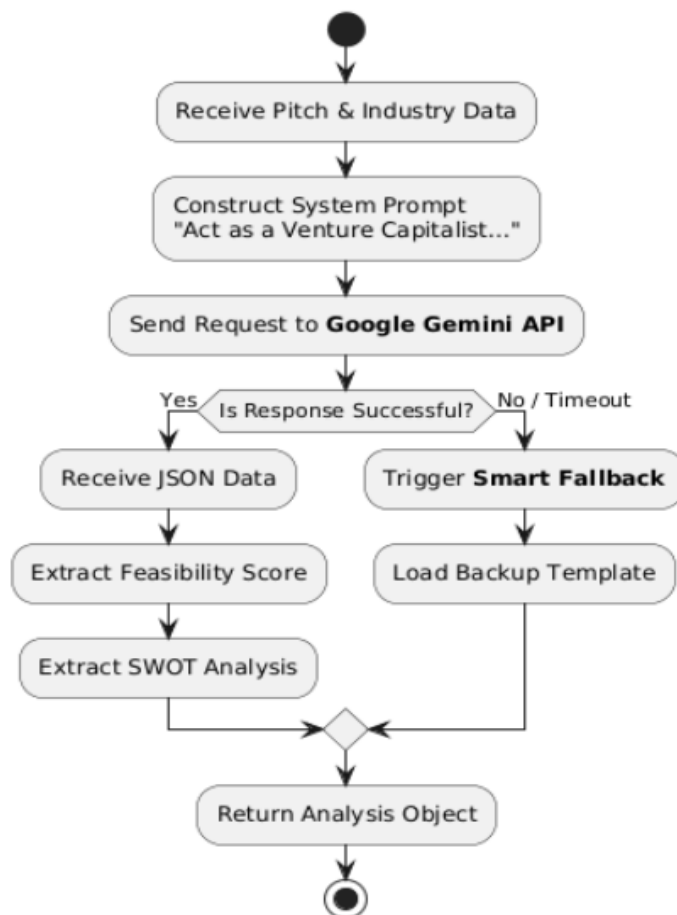 Receive Pitch & Industry Data
Construct System Prompt
"Act as a Venture Capitalist..."
Send Request to Google Gemini API
Is Response Successful?
Yes
No / Timeout
Receive JSON Data
Trigger Smart Fallback
Extract Feasibility Score
Load Backup Template
Extract SWOT Analysis
Return Analysis Object